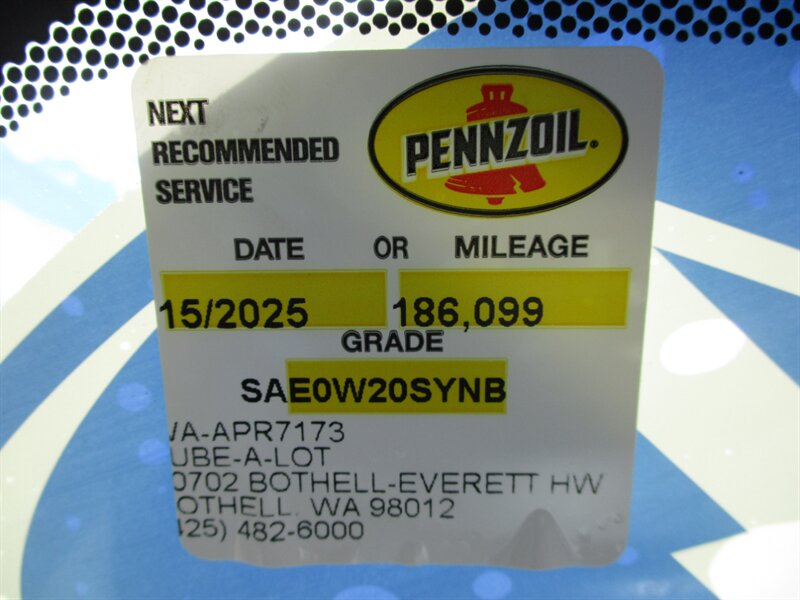 NEXT
RECOMMENDED
SERVICE
PENNZOIL®
DATE OR MILEAGE
15/2025 186,099
GRADE
SAE0W20SYNB
VA-APR7173
UBE-A-LOT
0702 BOTHELL-EVERETT HW
OTHELL, WA 98012
425) 482-6000